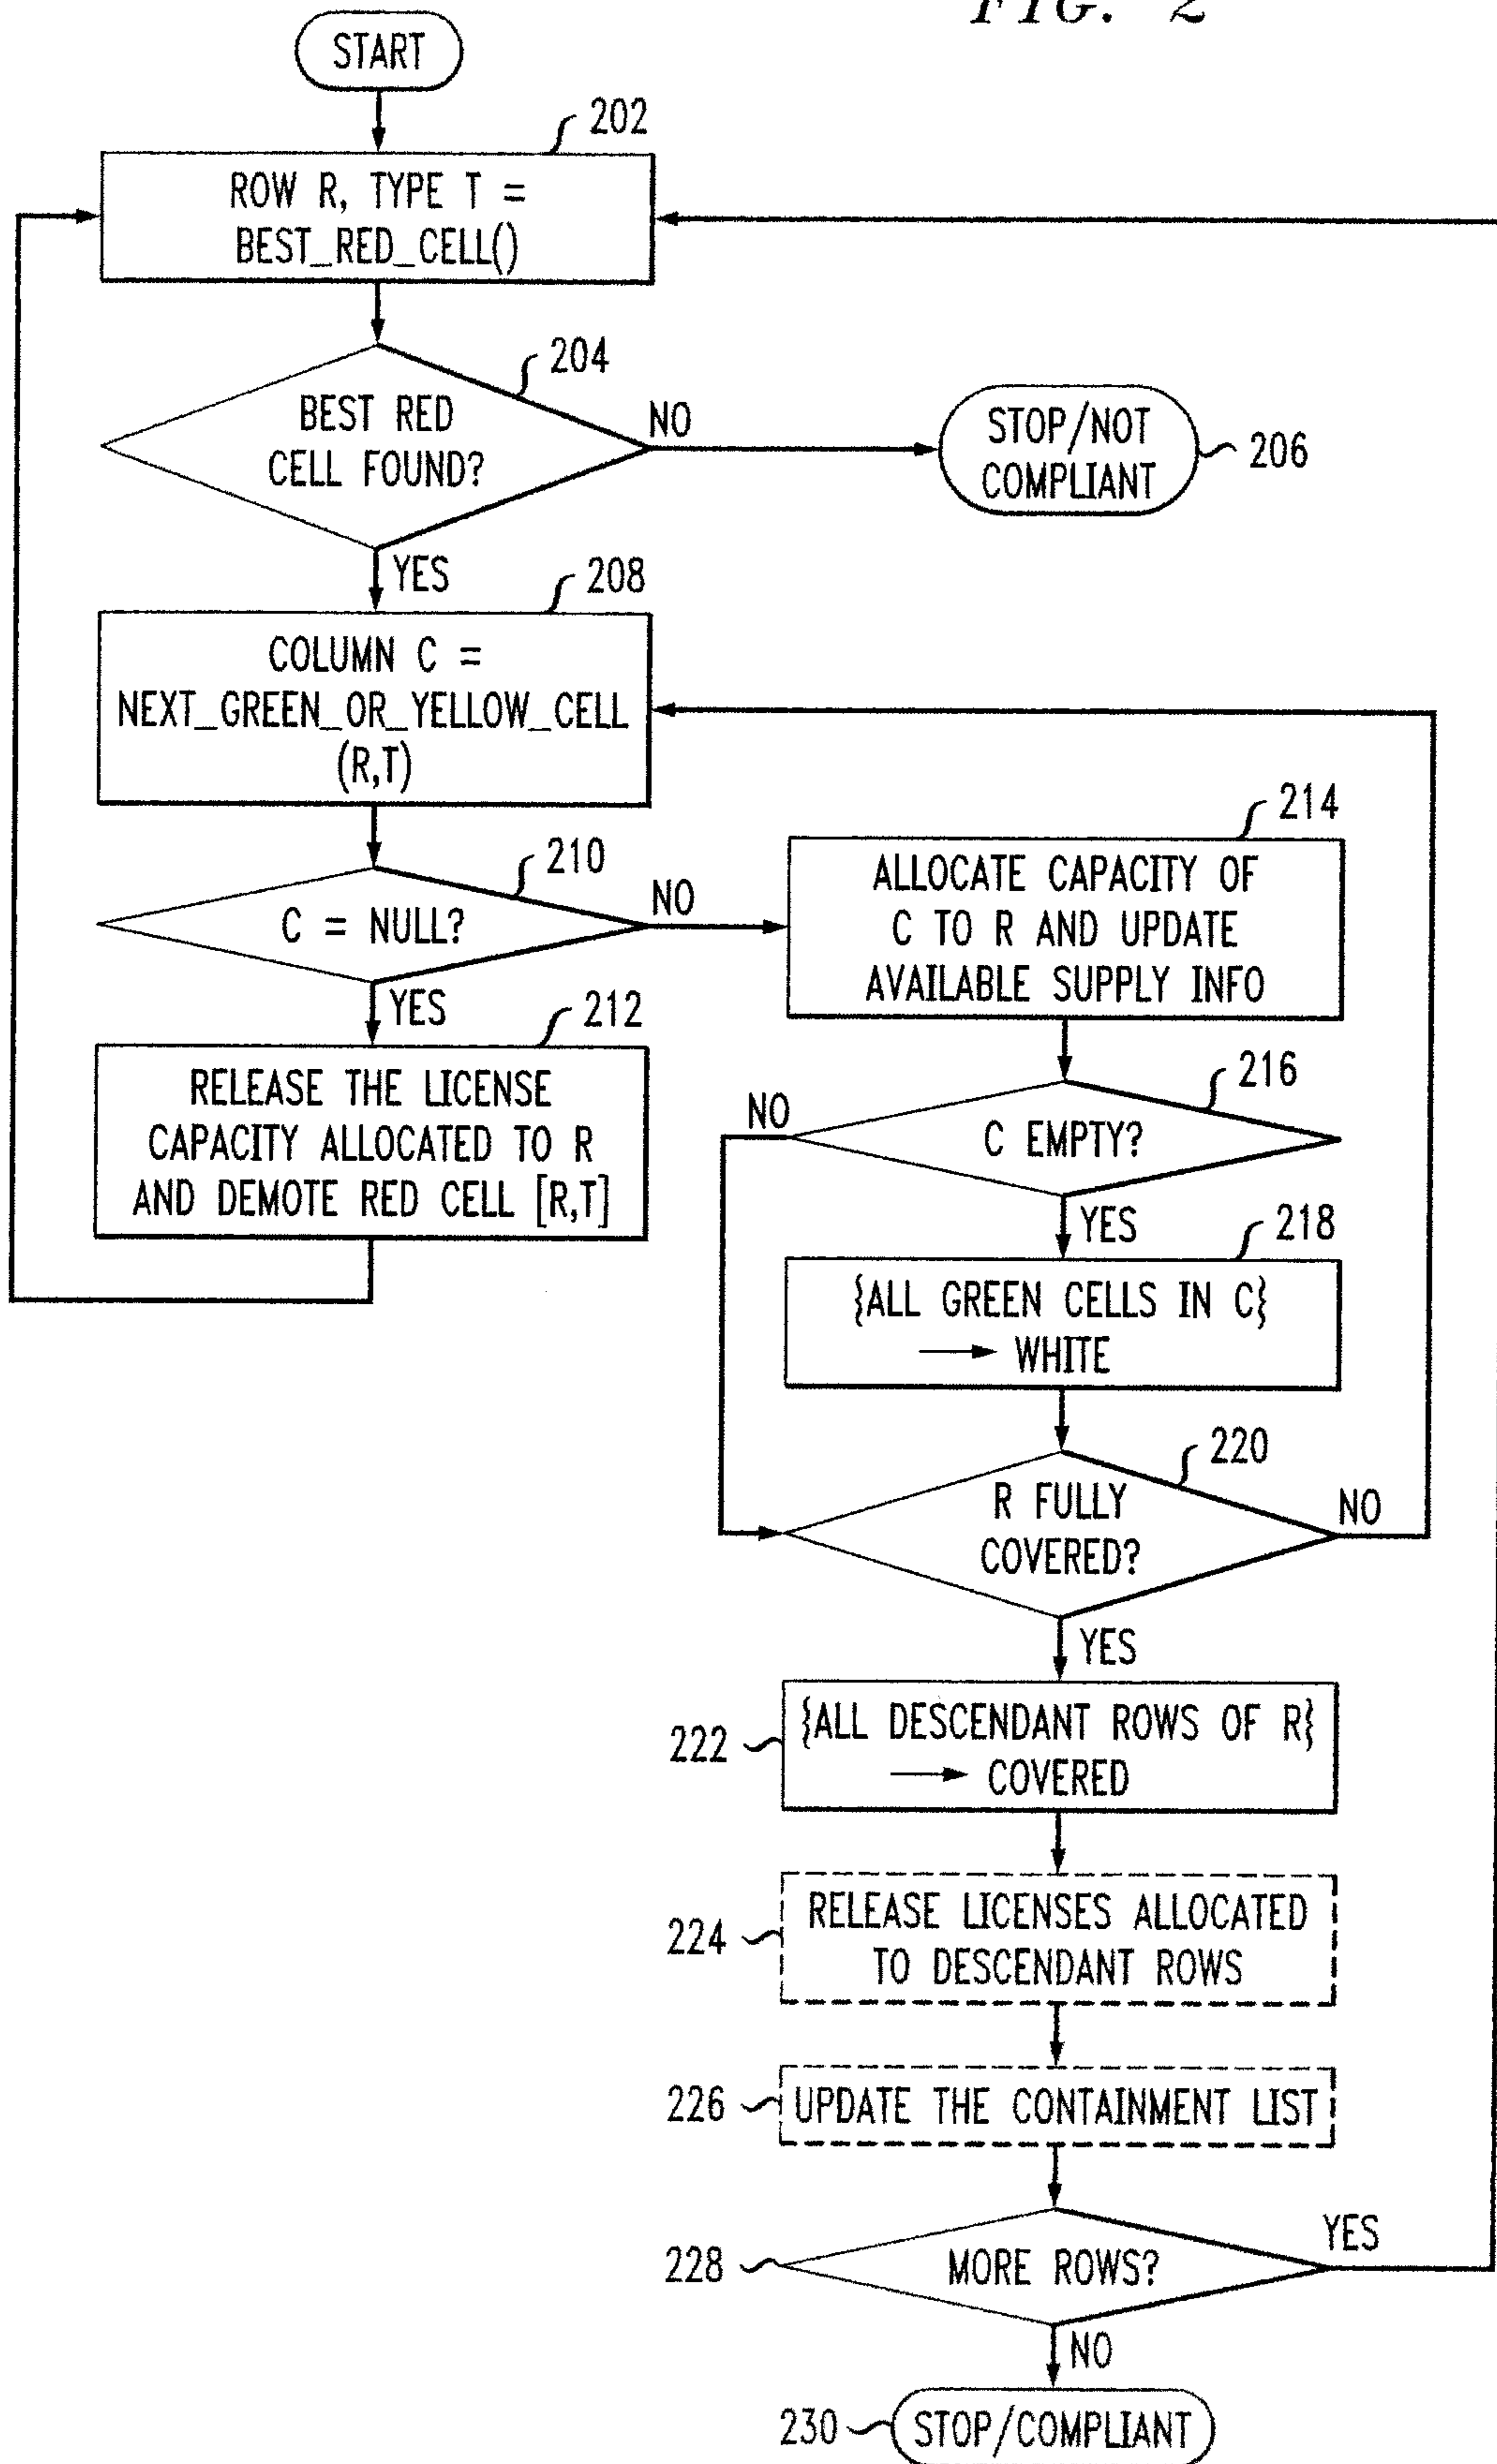 FIG. 2
START
202
ROW R, TYPE T =
BEST_RED_CELL()
204
BEST RED
CELL FOUND?
NO
STOP/NOT
COMPLIANT
206
YES
208
COLUMN C =
NEXT_GREEN_OR_YELLOW_CELL
(R,T)
210
C = NULL?
NO
214
ALLOCATE CAPACITY OF
C TO R AND UPDATE
AVAILABLE SUPPLY INFO
YES
212
RELEASE THE LICENSE
CAPACITY ALLOCATED TO R
AND DEMOTE RED CELL [R,T]
216
NO
C EMPTY?
YES
218
{ALL GREEN CELLS IN C}
→ WHITE
220
R FULLY
COVERED?
NO
YES
222
{ALL DESCENDANT ROWS OF R}
→ COVERED
224
RELEASE LICENSES ALLOCATED
TO DESCENDANT ROWS
226
UPDATE THE CONTAINMENT LIST
228
MORE ROWS?
YES
NO
230
STOP/COMPLIANT